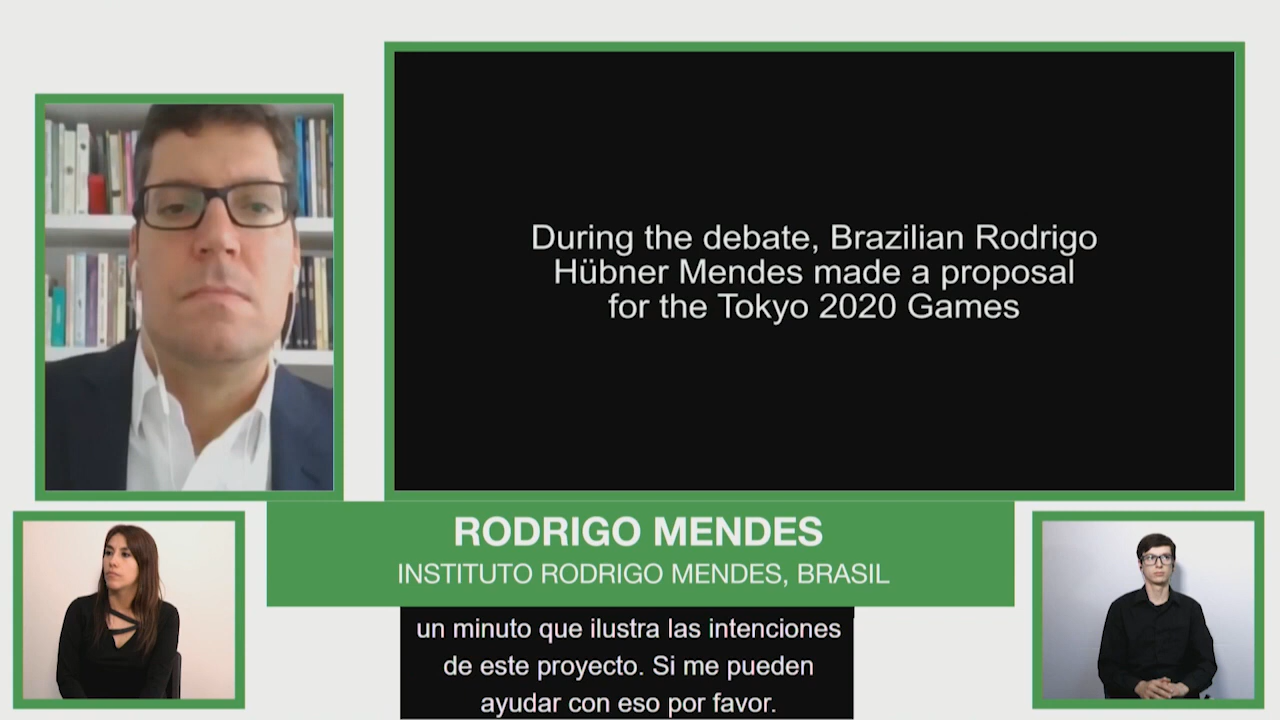 During the debate, Brazilian Rodrigo
Hübner Mendes made a proposal
for the Tokyo 2020 Games
RODRIGO MENDES
INSTITUTO RODRIGO MENDES, BRASIL
un minuto que ilustra las intenciones
de este proyecto. Si me pueden
ayudar con eso por favor.